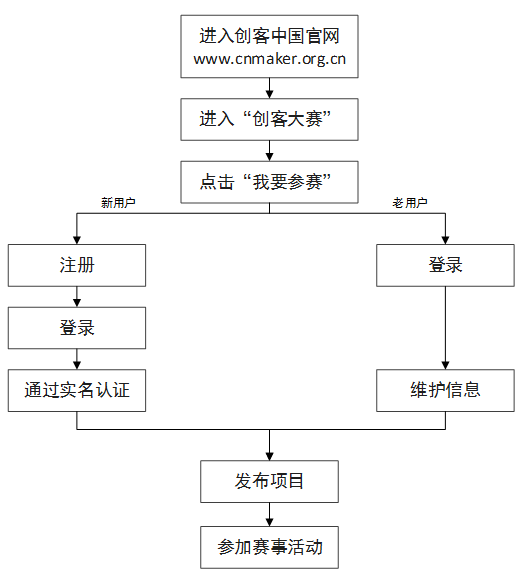 进入创客中国官网
www.cnmaker.org.cn
进入“创客大赛”
点击“我要参赛”
新用户
老用户
注册
登录
登录
通过实名认证
维护信息
发布项目
参加赛事活动